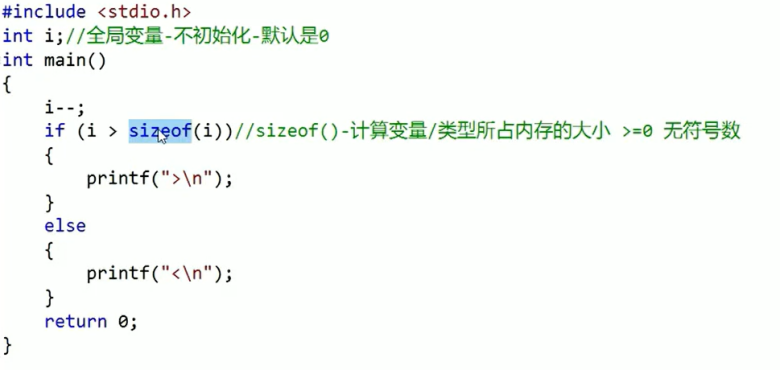 #include <stdio.h>
int i;//全局变量-不初始化-默认是0
int main()
{
    i--;
    if (i > sizeof(i))//sizeof()-计算变量/类型所占内存的大小 >=0 无符号数
    {
        printf(">\n");
    }
    else
    {
        printf("<\n");
    }
    return 0;
}